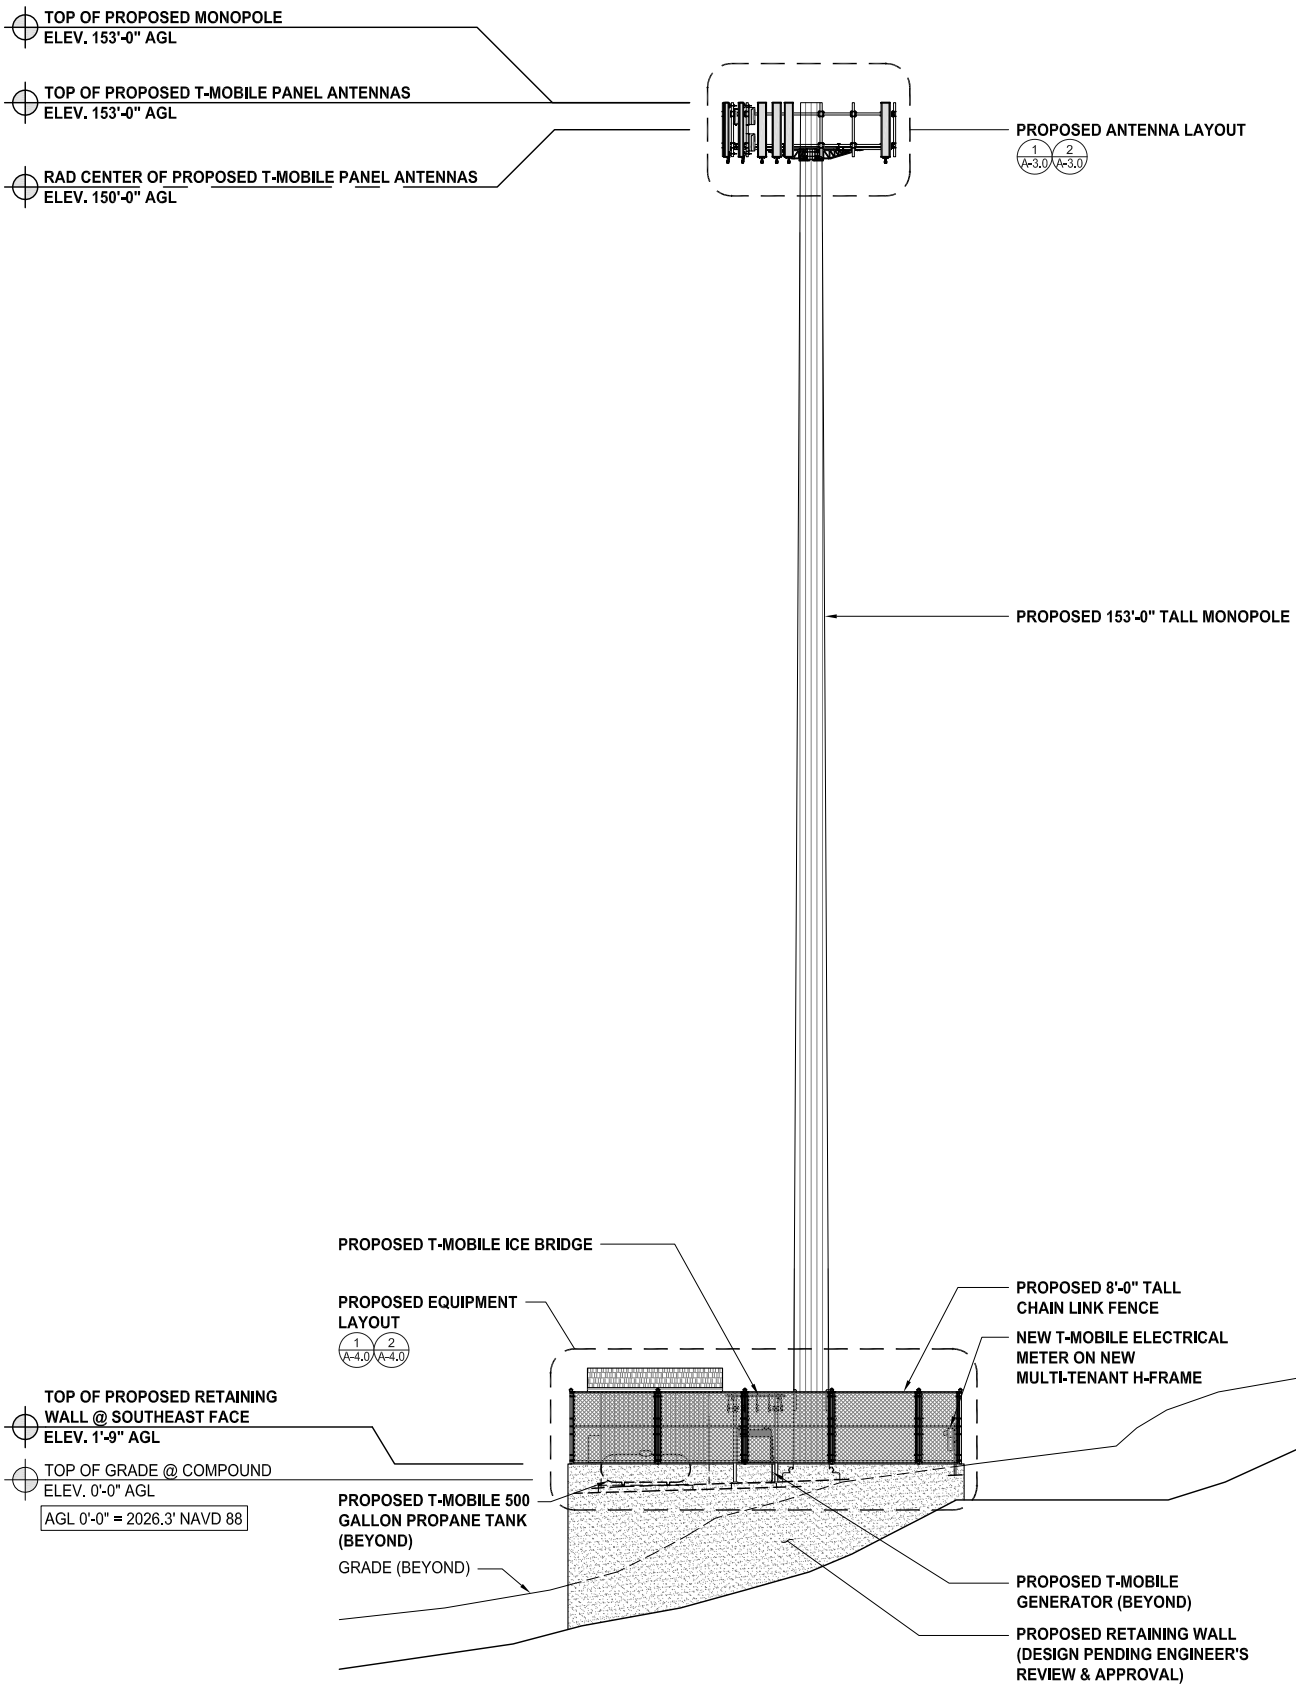 TOP OF PROPOSED MONOPOLE
ELEV. 153'-0" AGL
TOP OF PROPOSED T-MOBILE PANEL ANTENNAS
ELEV. 153'-0" AGL
RAD CENTER OF PROPOSED T-MOBILE PANEL ANTENNAS
ELEV. 150'-0" AGL
PROPOSED ANTENNA LAYOUT
1 2
A-3.0 A-3.0
PROPOSED 153'-0" TALL MONOPOLE
PROPOSED T-MOBILE ICE BRIDGE
PROPOSED EQUIPMENT
LAYOUT
1 2
A-4.0 A-4.0
PROPOSED 8'-0" TALL
CHAIN LINK FENCE
NEW T-MOBILE ELECTRICAL
METER ON NEW
MULTI-TENANT H-FRAME
TOP OF PROPOSED RETAINING
WALL @ SOUTHEAST FACE
ELEV. 1'-9" AGL
TOP OF GRADE @ COMPOUND
ELEV. 0'-0" AGL
AGL 0'-0" = 2026.3' NAVD 88
PROPOSED T-MOBILE 500
GALLON PROPANE TANK
(BEYOND)
GRADE (BEYOND)
PROPOSED T-MOBILE
GENERATOR (BEYOND)
PROPOSED RETAINING WALL
(DESIGN PENDING ENGINEER'S
REVIEW & APPROVAL)